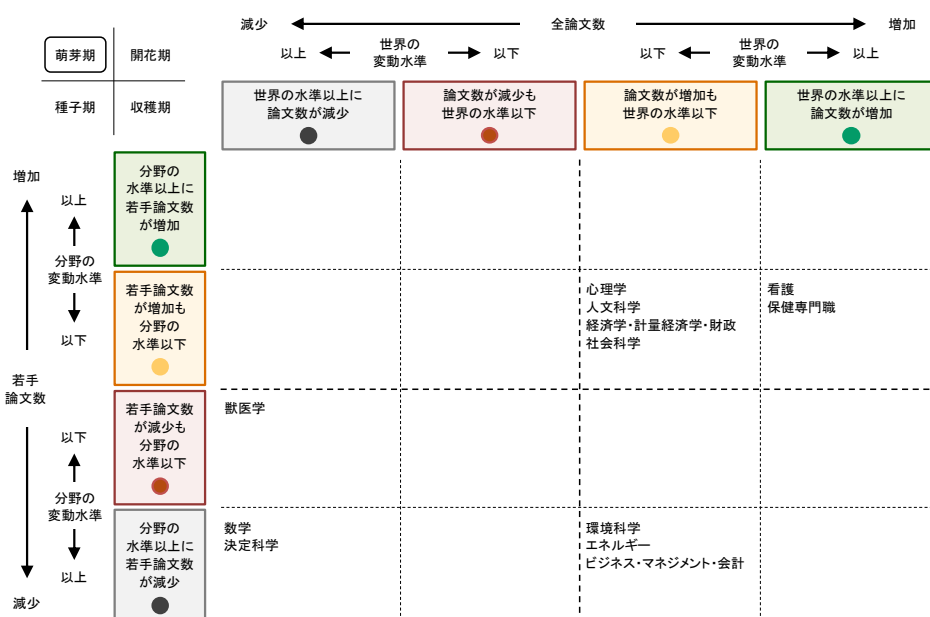 減少
全論文数
増加
以上
世界の
変動水準
以下
以下
世界の
変動水準
以上
萌芽期
開花期
種子期
収穫期
世界の水準以上に
論文数が減少
論文数が減少も
世界の水準以下
論文数が増加も
世界の水準以下
世界の水準以上に
論文数が増加
増加
以上
分野の
変動水準
以下
若手
論文数
以下
分野の
変動水準
以上
減少
分野の
水準以上に
若手論文数
が増加
若手論文数
が増加も
分野の
水準以下
心理学
人文科学
経済学・計量経済学・財政
社会科学
看護
保健専門職
若手論文数
が減少も
分野の
水準以下
獣医学
分野の
水準以上に
若手論文数
が減少
数学
決定科学
環境科学
エネルギー
ビジネス・マネジメント・会計